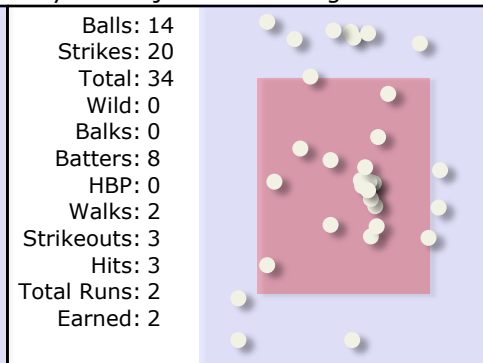 Balls: 14
Strikes: 20
Total: 34
Wild: 0
Balks: 0
Batters: 8
HBP: 0
Walks: 2
Strikeouts: 3
Hits: 3
Total Runs: 2
Earned: 2